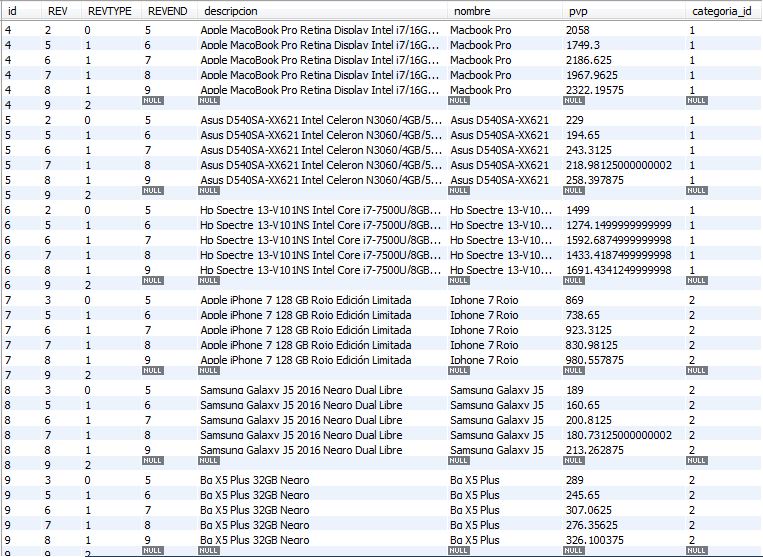 id REV REVTYPE REVEND descripcion nombre pvp categoria_id
4 2 0 5 Apple MacoBook Pro Retina Display Intel i7/16G... Macbook Pro 2058 1
4 5 1 6 Apple MacoBook Pro Retina Display Intel i7/16G... Macbook Pro 1749.3 1
4 6 1 7 Apple MacoBook Pro Retina Display Intel i7/16G... Macbook Pro 2186.625 1
4 7 1 8 Apple MacoBook Pro Retina Display Intel i7/16G... Macbook Pro 1967.9625 1
4 8 1 9 Apple MacoBook Pro Retina Display Intel i7/16G... Macbook Pro 2322.19575 1
4 9 2 NULL NULL NULL NULL NULL
5 2 0 5 Asus D540SA-XX621 Intel Celeron N3060/4GB/5... Asus D540SA-XX621 229 1
5 5 1 6 Asus D540SA-XX621 Intel Celeron N3060/4GB/5... Asus D540SA-XX621 194.65 1
5 6 1 7 Asus D540SA-XX621 Intel Celeron N3060/4GB/5... Asus D540SA-XX621 243.3125 1
5 7 1 8 Asus D540SA-XX621 Intel Celeron N3060/4GB/5... Asus D540SA-XX621 218.98125000000002 1
5 8 1 9 Asus D540SA-XX621 Intel Celeron N3060/4GB/5... Asus D540SA-XX621 258.397875 1
5 9 2 NULL NULL NULL NULL NULL
6 2 0 5 Hp Spectre 13-V101NS Intel Core i7-7500U/8GB... Hp Spectre 13-V10... 1499 1
6 5 1 6 Hp Spectre 13-V101NS Intel Core i7-7500U/8GB... Hp Spectre 13-V10... 1274.1499999999999 1
6 6 1 7 Hp Spectre 13-V101NS Intel Core i7-7500U/8GB... Hp Spectre 13-V10... 1592.6874999999998 1
6 7 1 8 Hp Spectre 13-V101NS Intel Core i7-7500U/8GB... Hp Spectre 13-V10... 1433.4187499999998 1
6 8 1 9 Hp Spectre 13-V101NS Intel Core i7-7500U/8GB... Hp Spectre 13-V10... 1691.4341249999998 1
6 9 2 NULL NULL NULL NULL NULL
7 3 0 5 Apple iPhone 7 128 GB Rojo Edición Limitada Iphone 7 Rojo 869 2
7 5 1 6 Apple iPhone 7 128 GB Rojo Edición Limitada Iphone 7 Rojo 738.65 2
7 6 1 7 Apple iPhone 7 128 GB Rojo Edición Limitada Iphone 7 Rojo 923.3125 2
7 7 1 8 Apple iPhone 7 128 GB Rojo Edición Limitada Iphone 7 Rojo 830.98125 2
7 8 1 9 Apple iPhone 7 128 GB Rojo Edición Limitada Iphone 7 Rojo 980.557875 2
7 9 2 NULL NULL NULL NULL NULL
8 3 0 5 Samsung Galaxy J5 2016 Negro Dual Libre Samsung Galaxy J5 189 2
8 5 1 6 Samsung Galaxy J5 2016 Negro Dual Libre Samsung Galaxy J5 160.65 2
8 6 1 7 Samsung Galaxy J5 2016 Negro Dual Libre Samsung Galaxy J5 200.8125 2
8 7 1 8 Samsung Galaxy J5 2016 Negro Dual Libre Samsung Galaxy J5 180.73125000000002 2
8 8 1 9 Samsung Galaxy J5 2016 Negro Dual Libre Samsung Galaxy J5 213.262875 2
8 9 2 NULL NULL NULL NULL NULL
9 3 0 5 Bq X5 Plus 32GB Negro Bq X5 Plus 289 2
9 5 1 6 Bq X5 Plus 32GB Negro Bq X5 Plus 245.65 2
9 6 1 7 Bq X5 Plus 32GB Negro Bq X5 Plus 307.0625 2
9 7 1 8 Bq X5 Plus 32GB Negro Bq X5 Plus 276.35625 2
9 8 1 9 Bq X5 Plus 32GB Negro Bq X5 Plus 326.100375 2
9 9 2 NULL NULL NULL NULL NULL